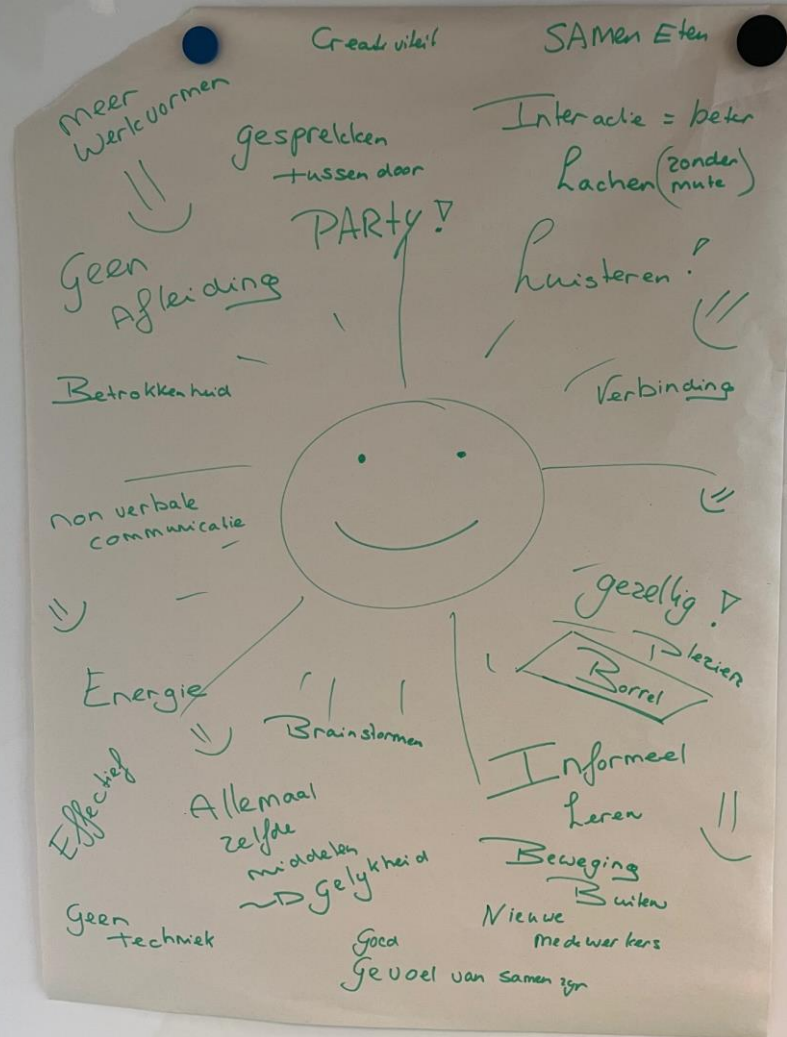 Creativiteit
SAMen Eten
Meer
Werkvormen
gesprekken
tussen door
Interactie = beter
Lachen (zonder
mute)
PARty!
Luisteren!
Geen
Afleiding
Betrokkenheid
Verbinding
non verbale
communicatie
gezellig!
Plezier
Borrel
Energie
Brainstormen
Informeel
Leren
Effectief
Allemaal
zelfde
middelen
→ gelykheid
Beweging
Buiten
Geen
techniek
Nieuwe
medewerkers
Goed
Gevoel van samen zyn